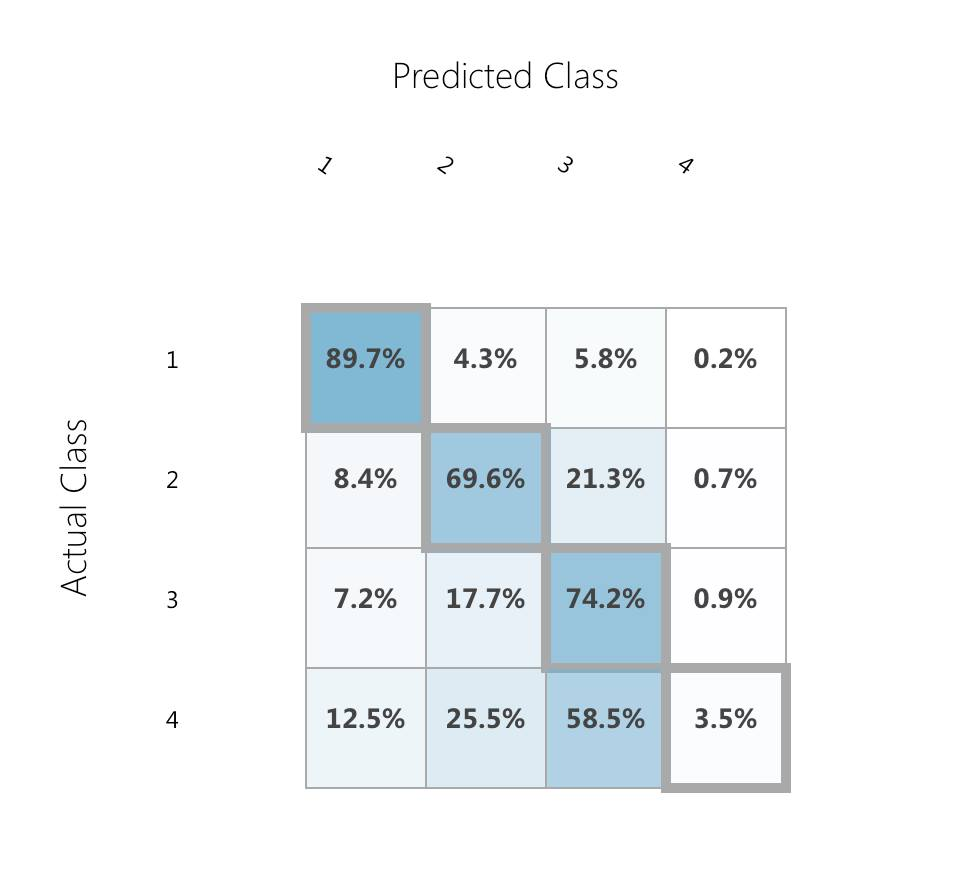 Predicted Class
1 2 3 4
Actual Class
1 89.7% 4.3% 5.8% 0.2%
2 8.4% 69.6% 21.3% 0.7%
3 7.2% 17.7% 74.2% 0.9%
4 12.5% 25.5% 58.5% 3.5%